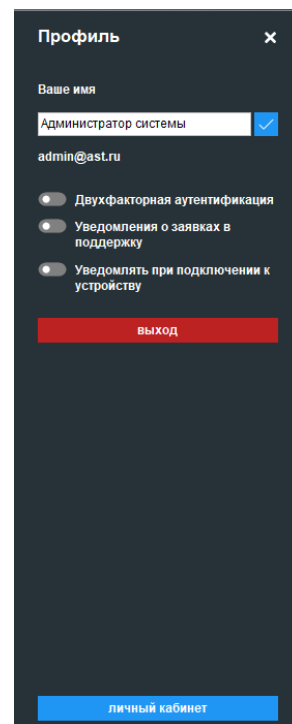 Профиль
Ваше имя
Администратор системы
admin@ast.ru
Двухфакторная аутентификация
Уведомления о заявках в
поддержку
Уведомлять при подключении к
устройству
выход
личный кабинет